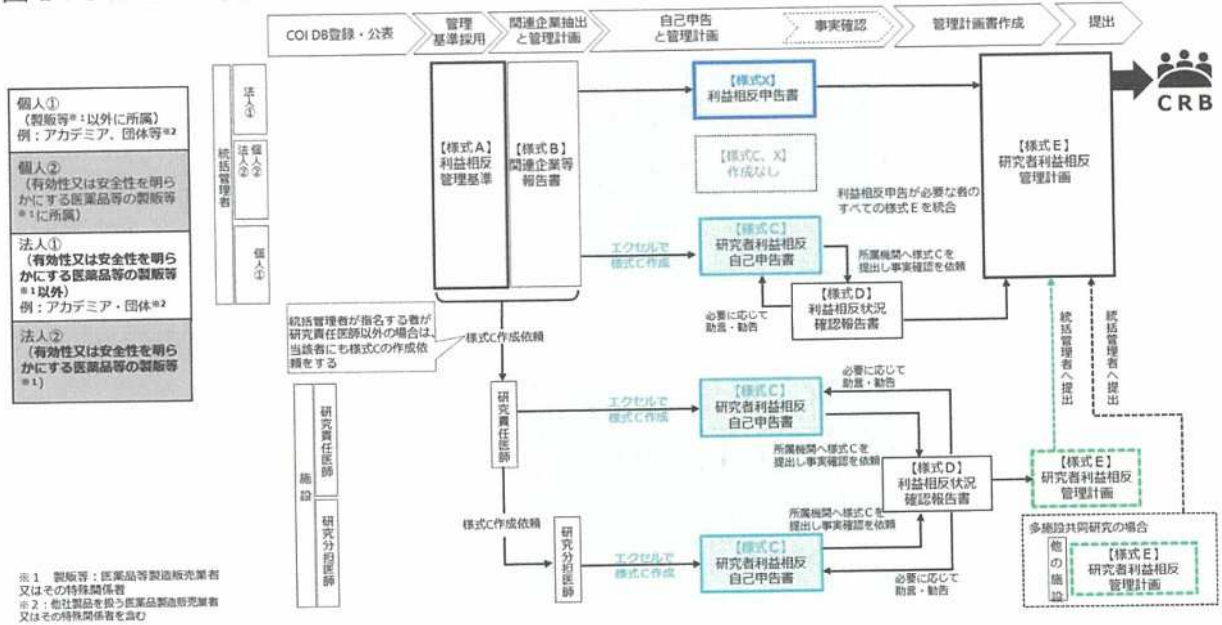 COI DB登録・公表
管理
基準採用
関連企業抽出
と管理計画
自己申告
と管理計画
事実確認
管理計画書作成
提出
個人①
(製販等※1以外に所属)
例：アカデミア、団体等※2
個人②
(有効性又は安全性を明ら
かにする医薬品等の製販等
※1に所属)
法人①
(有効性又は安全性を明ら
かにする医薬品等の製販等
※1以外)
例：アカデミア・団体※2
法人②
(有効性又は安全性を明ら
かにする医薬品等の製販等
※1)
統括管理者
法人①
個人②
法人②
個人①
【様式A】
利益相反
管理基準
【様式B】
関連企業等
報告書
【様式X】
利益相反申告書
【様式C、X】
作成なし
エクセルで
様式C作成
【様式C】
研究者利益相反
自己申告書
所属機関へ様式Cを
提出し事実確認を依頼
必要に応じて
助言・勧告
【様式D】
利益相反状況
確認報告書
利益相反申告が必要な者の
すべての様式Eを統合
【様式E】
研究者利益相反
管理計画
CRB
統括管理者が指名する者が
研究責任医師以外の場合は、
当該者にも様式Cの作成依
頼をする
様式C作成依頼
施設
研究責任医師
研究責任医師
エクセルで
様式C作成
【様式C】
研究者利益相反
自己申告書
必要に応じて
助言・勧告
所属機関へ様式Cを
提出し事実確認を依頼
【様式D】
利益相反状況
確認報告書
統括管理者へ提出
統括管理者へ提出
【様式E】
研究者利益相反
管理計画
様式C作成依頼
研究分担医師
研究分担医師
エクセルで
様式C作成
【様式C】
研究者利益相反
自己申告書
所属機関へ様式Cを
提出し事実確認を依頼
必要に応じて
助言・勧告
多施設共同研究の場合
他の施設
【様式E】
研究者利益相反
管理計画
※1　製販等：医薬品等製造販売業者
又はその特殊関係者
※2：他社製品を扱う医薬品製造販売業者
又はその特殊関係者を含む